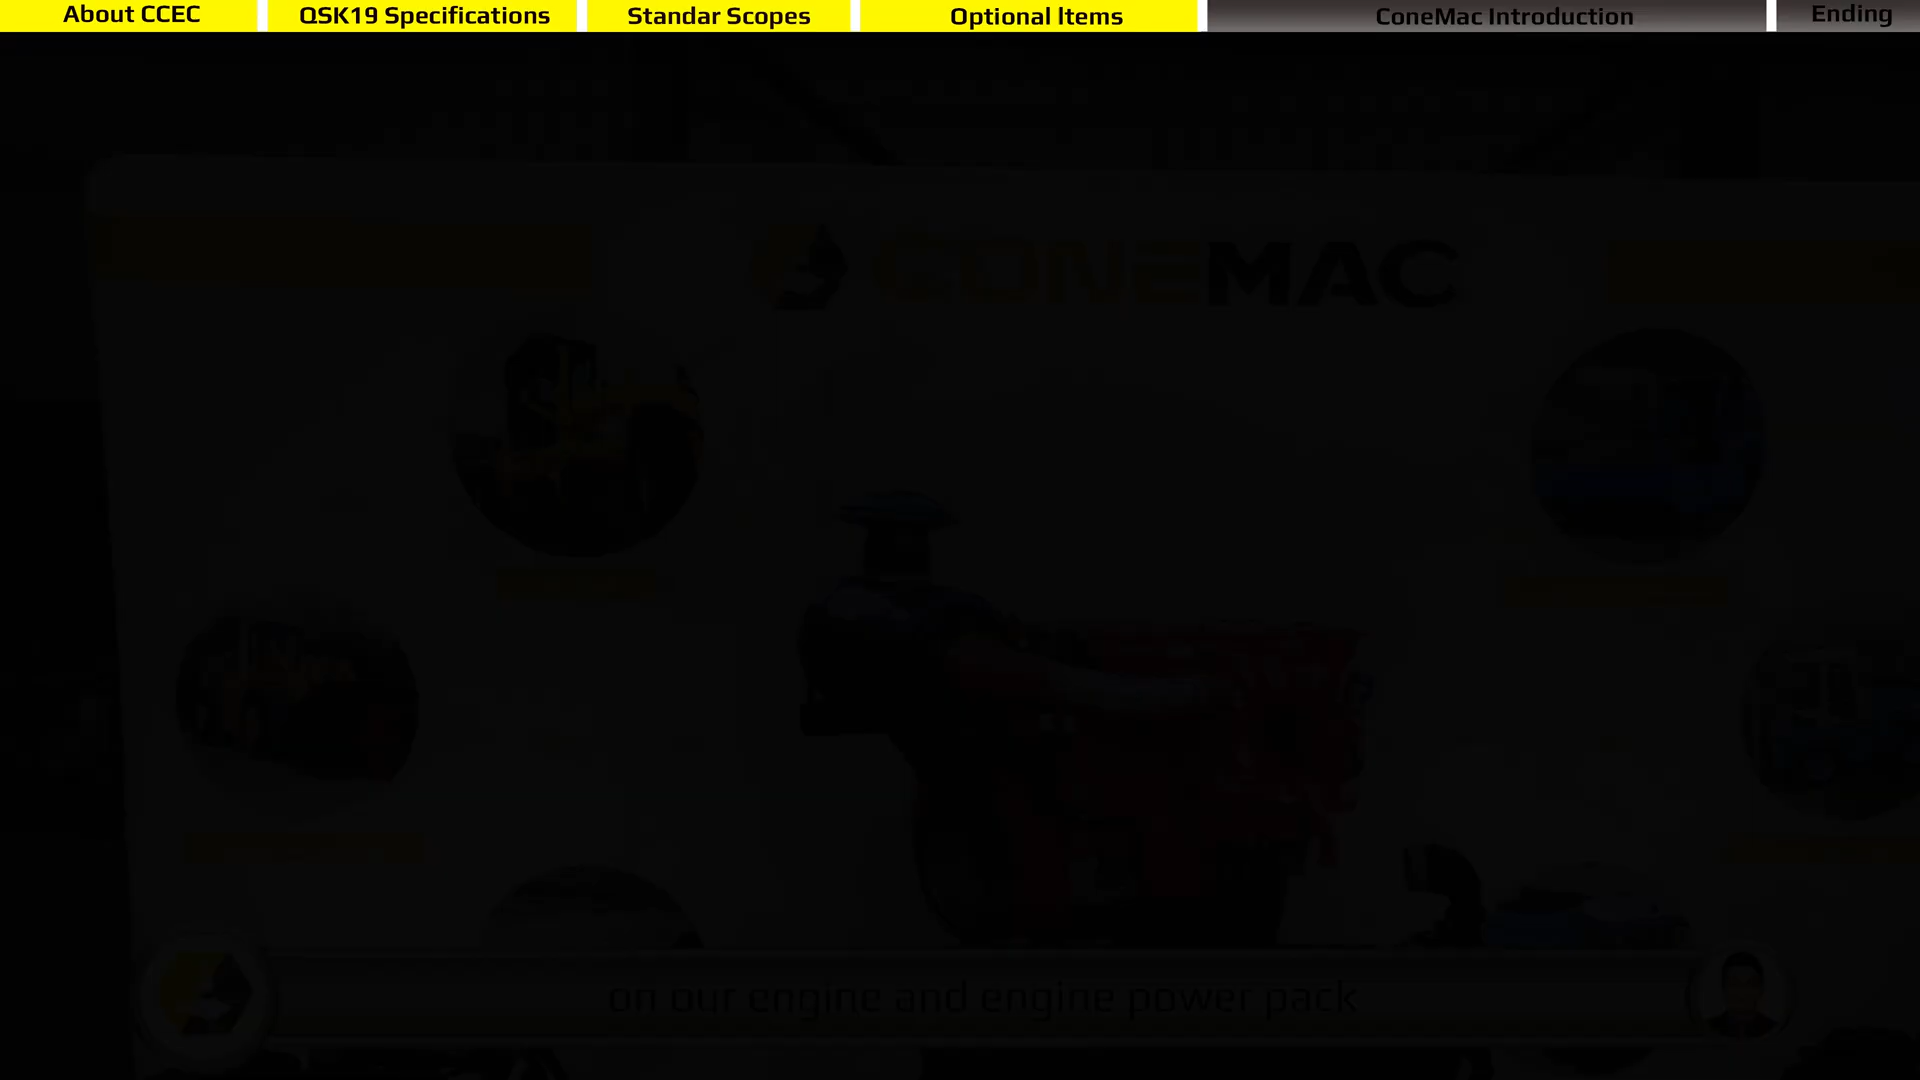 About CCEC
QSK19 Specifications
Standar Scopes
Optional Items
ConeMac Introduction
Ending
CONEMAC
on our engine and engine power pack